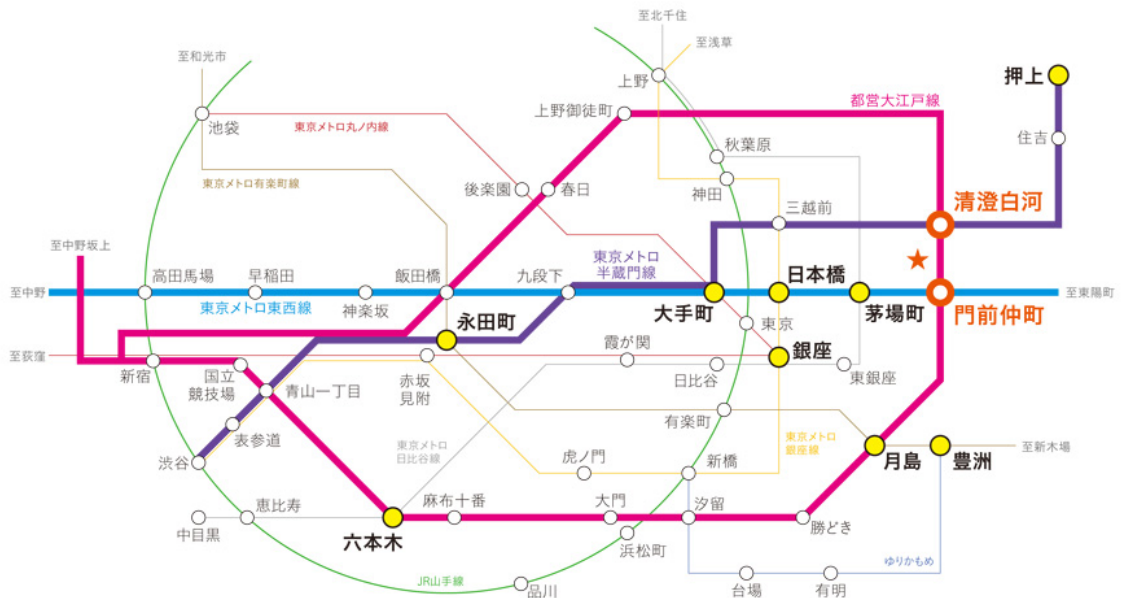 至北千住
至浅草
至和光市
上野
押上
都営大江戸線
上野御徒町
池袋
東京メトロ丸ノ内線
住吉
秋葉原
東京メトロ有楽町線
後楽園
春日
神田
清澄白河
三越前
至中野坂上
東京メトロ
半蔵門線
高田馬場
早稲田
飯田橋
九段下
日本橋
至中野
至東陽町
東京メトロ東西線
神楽坂
大手町
茅場町
門前仲町
永田町
東京
至荻窪
霞が関
銀座
新宿
国立
競技場
赤坂
見附
日比谷
東銀座
青山一丁目
有楽町
表参道
東京メトロ
日比谷線
東京メトロ
銀座線
至新木場
渋谷
虎ノ門
新橋
月島
豊洲
恵比寿
麻布十番
大門
汐留
中目黒
六本木
勝どき
浜松町
ゆりかもめ
JR山手線
品川
台場
有明